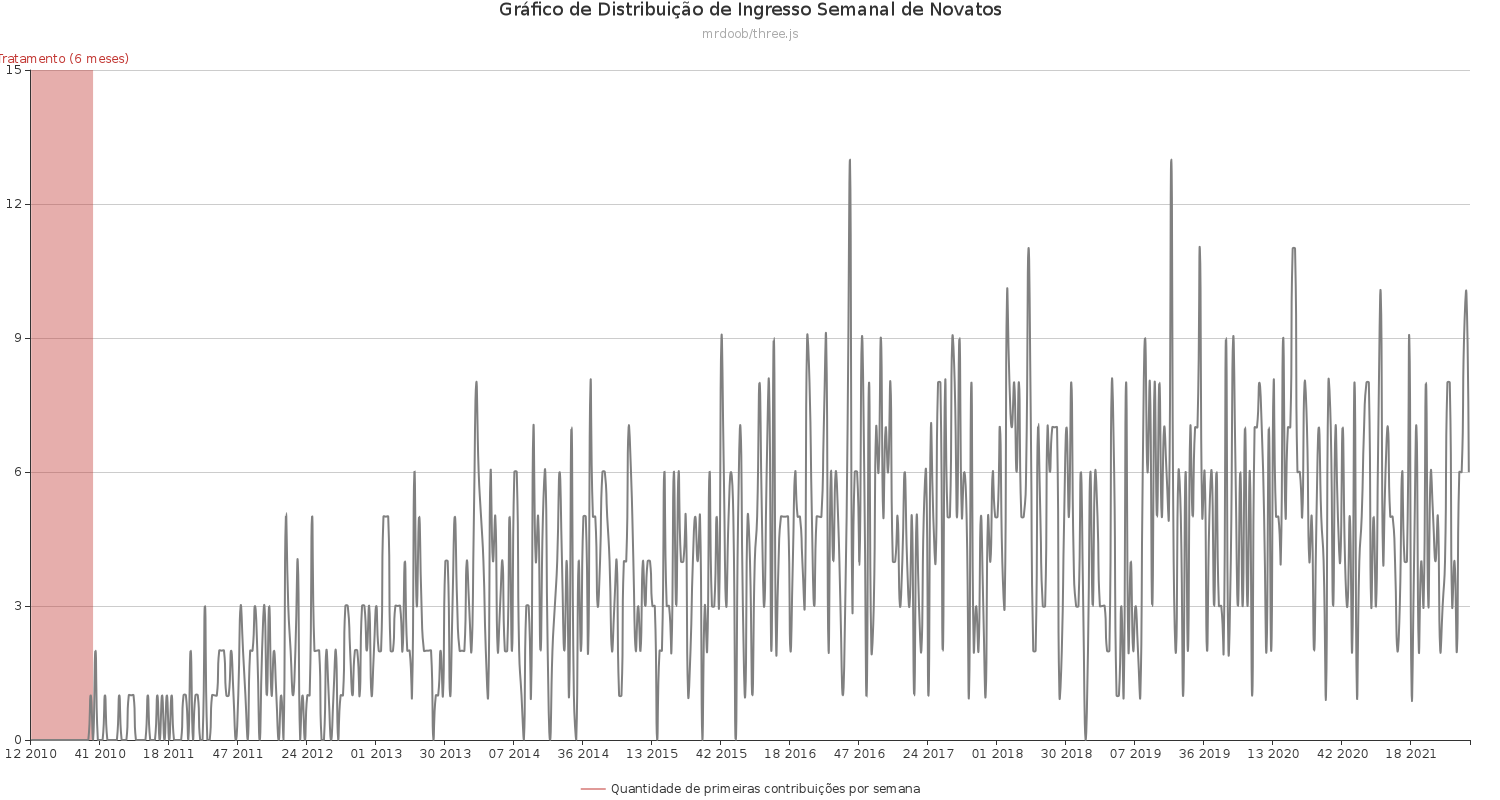 Gráfico de Distribuição de Ingresso Semanal de Novatos
mrdoob/three.js
Tratamento (6 meses)
15
12
9
6
3
0
12 2010 41 2010 18 2011 47 2011 24 2012 01 2013 30 2013 07 2014 36 2014 13 2015 42 2015 18 2016 47 2016 24 2017 01 2018 30 2018 07 2019 36 2019 13 2020 42 2020 18 2021
Quantidade de primeiras contribuições por semana